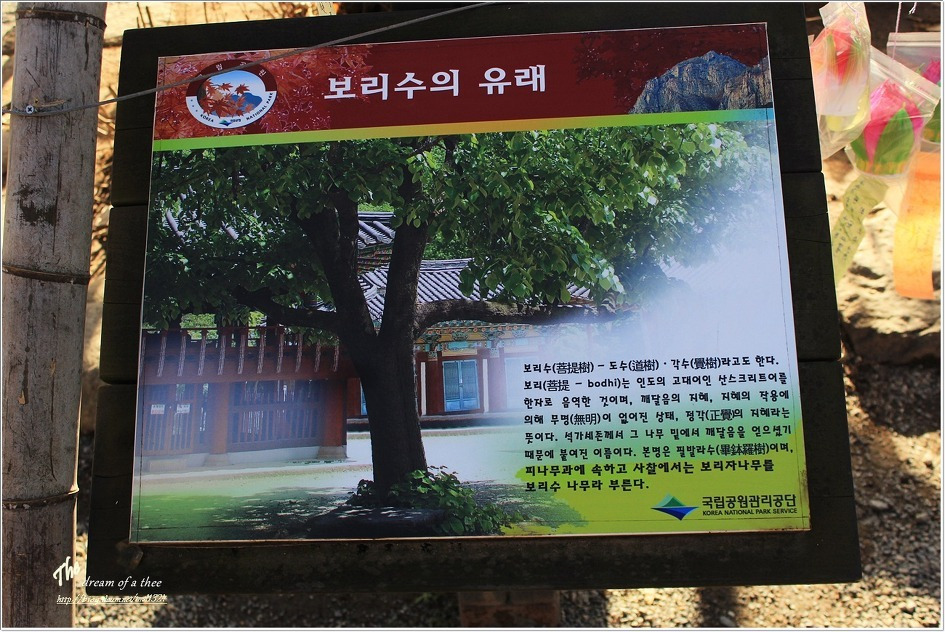 보리수의 유래
KOREA NATIONAL PARK
보리수(菩提樹) - 도수(道樹)·각수(覺樹)라고도 한다.
보리(菩提 - bodhi)는 인도의 고대어인 산스크리트어를
한자로 음역한 것이며, 깨달음의 지혜, 지혜의 작용에
의해 무명(無明)이 없어진 상태, 정각(正覺)의 지혜라는
뜻이다. 석가세존께서 그 나무 밑에서 깨달음을 얻으셨기
때문에 붙여진 이름이다. 본명은 필발라수(畢鉢羅樹)이며,
피나무과에 속하고 사찰에서는 보리자나무를
보리수 나무라 부른다.
국립공원관리공단
KOREA NATIONAL PARK SERVICE
The
dream of a thee